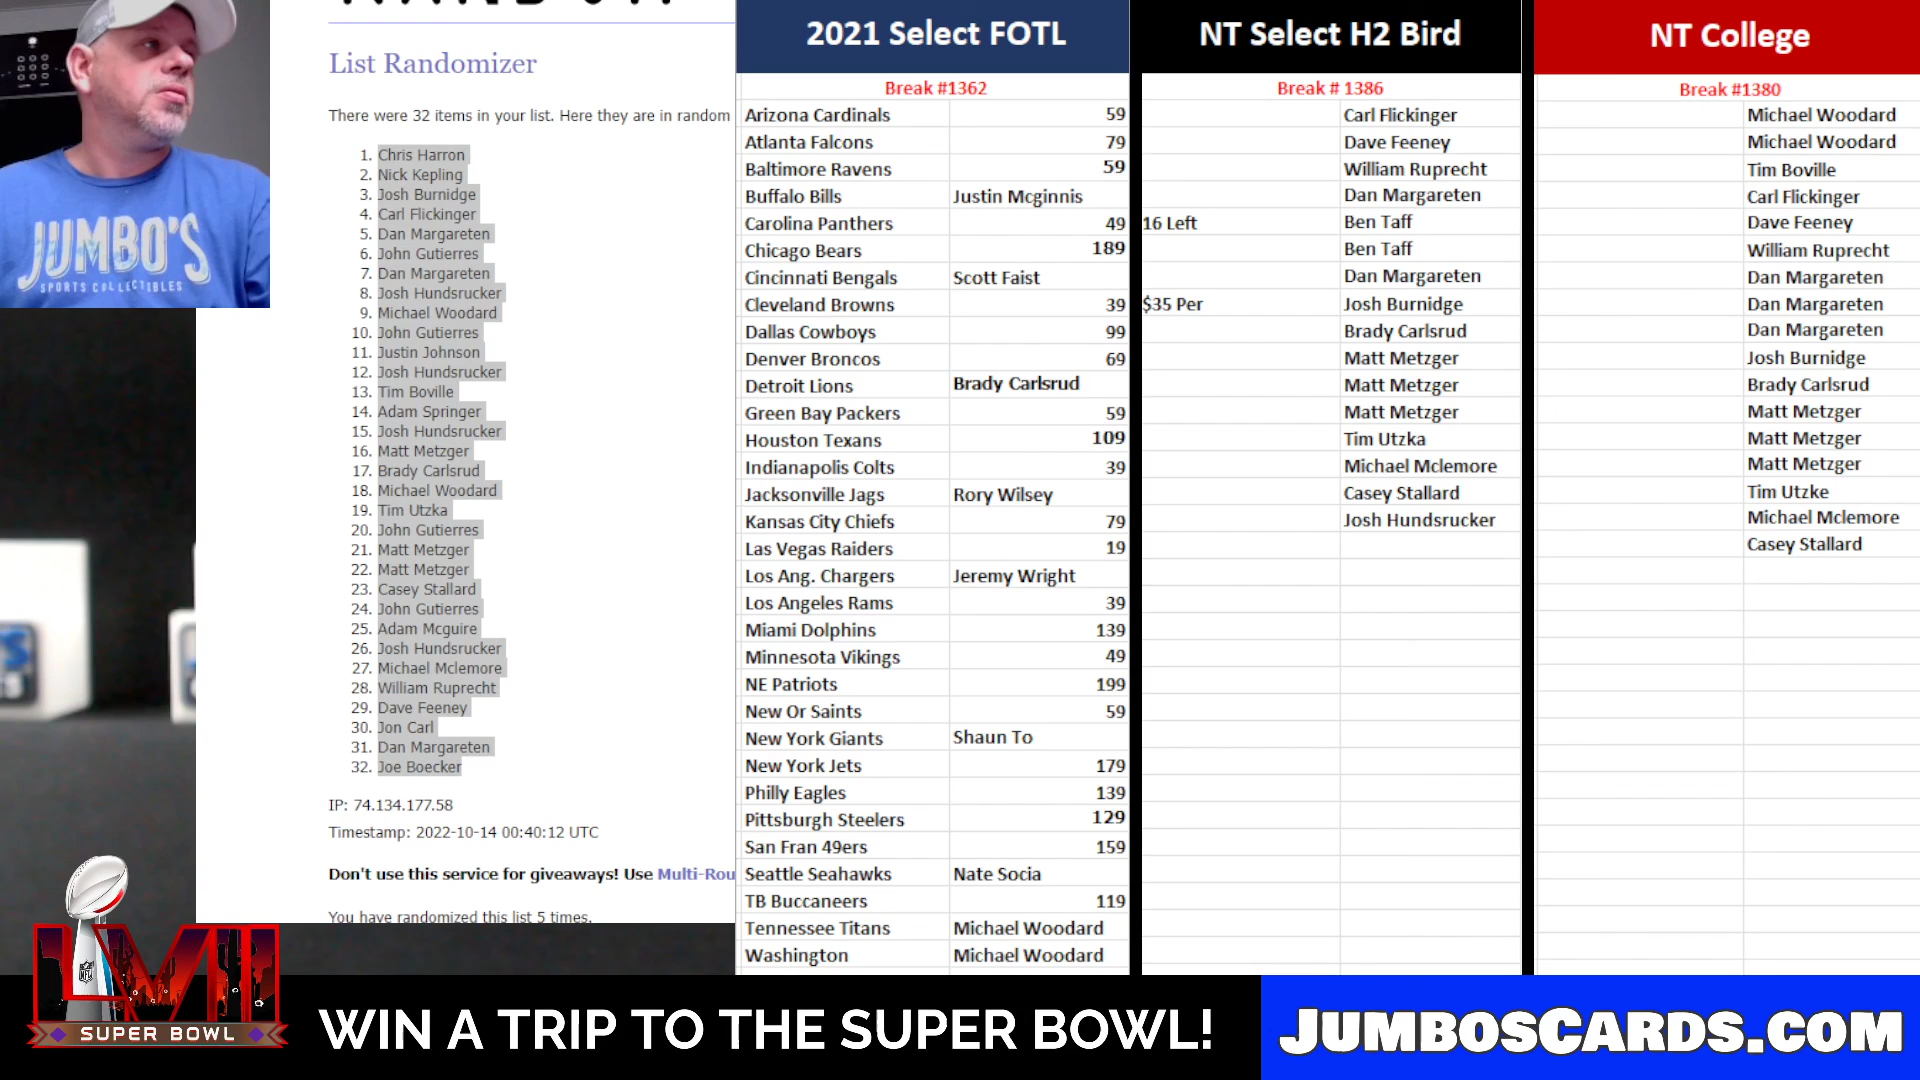 List Randomizer
There were 32 items in your list. Here they are in random
1. Chris Harron
2. Nick Kepling
3. Josh Burnidge
4. Carl Flickinger
5. Dan Margareten
6. John Gutierres
7. Dan Margareten
8. Josh Hundsrucker
9. Michael Woodard
10. John Gutierres
11. Justin Johnson
12. Josh Hundsrucker
13. Tim Boville
14. Adam Springer
15. Josh Hundsrucker
16. Matt Metzger
17. Brady Carlsrud
18. Michael Woodard
19. Tim Utzka
20. John Gutierres
21. Matt Metzger
22. Matt Metzger
23. Casey Stallard
24. John Gutierres
25. Adam Mcguire
26. Josh Hundsrucker
27. Michael Mclemore
28. William Ruprecht
29. Dave Feeney
30. Jon Carl
31. Dan Margareten
32. Joe Boecker
IP: 74.134.177.58
Timestamp: 2022-10-14 00:40:12 UTC
Don't use this service for giveaways! Use Multi-Rou
You have randomized this list 5 times.
JUMBO'S
SPORTS COLLECTIBLES
2021 Select FOTL
Break #1362
Arizona Cardinals 59
Atlanta Falcons 79
Baltimore Ravens 59
Buffalo Bills Justin Mcginnis
Carolina Panthers 49
Chicago Bears 189
Cincinnati Bengals Scott Faist
Cleveland Browns 39
Dallas Cowboys 99
Denver Broncos 69
Detroit Lions Brady Carlsrud
Green Bay Packers 59
Houston Texans 109
Indianapolis Colts 39
Jacksonville Jags Rory Wilsey
Kansas City Chiefs 79
Las Vegas Raiders 19
Los Ang. Chargers Jeremy Wright
Los Angeles Rams 39
Miami Dolphins 139
Minnesota Vikings 49
NE Patriots 199
New Or Saints 59
New York Giants Shaun To
New York Jets 179
Philly Eagles 139
Pittsburgh Steelers 129
San Fran 49ers 159
Seattle Seahawks Nate Socia
TB Buccaneers 119
Tennessee Titans Michael Woodard
Washington Michael Woodard
NT Select H2 Bird
Break # 1386
Carl Flickinger
Dave Feeney
William Ruprecht
Dan Margareten
16 Left Ben Taff
Ben Taff
Dan Margareten
$35 Per Josh Burnidge
Brady Carlsrud
Matt Metzger
Matt Metzger
Matt Metzger
Tim Utzka
Michael Mclemore
Casey Stallard
Josh Hundsrucker
NT College
Break #1380
Michael Woodard
Michael Woodard
Tim Boville
Carl Flickinger
Dave Feeney
William Ruprecht
Dan Margareten
Dan Margareten
Dan Margareten
Josh Burnidge
Brady Carlsrud
Matt Metzger
Matt Metzger
Matt Metzger
Tim Utzke
Michael Mclemore
Casey Stallard
LVII
NFL
SUPER BOWL
WIN A TRIP TO THE SUPER BOWL!
JUMBOSCARDS.COM